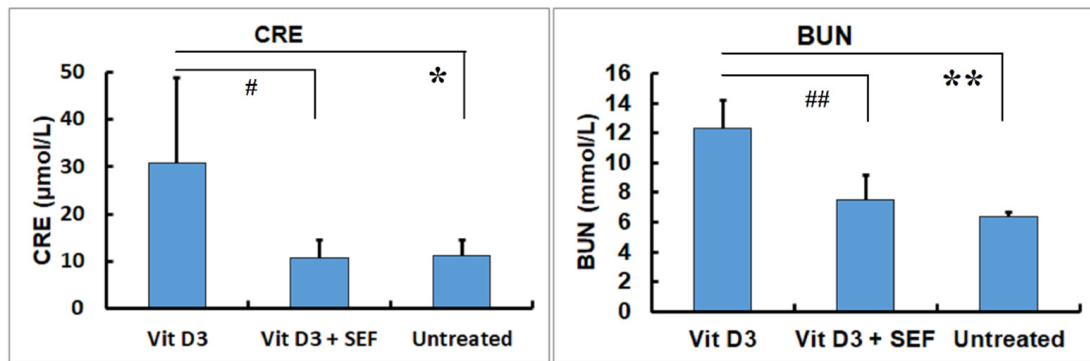 CRE
50
40
30
20
10
0
CRE (µmol/L)
#
*
Vit D3
Vit D3 + SEF
Untreated
BUN
16
14
12
10
8
6
4
2
0
BUN (mmol/L)
##
**
Vit D3
Vit D3 + SEF
Untreated